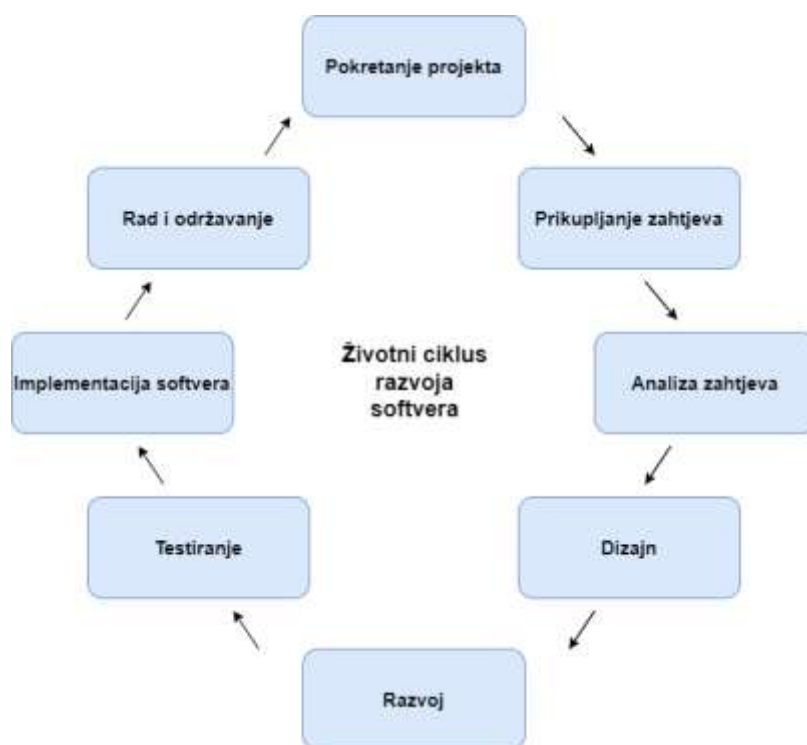 Pokretanje projekta
Prikupljanje zahtjeva
Analiza zahtjeva
Dizajn
Razvoj
Testiranje
Implementacija softvera
Rad i održavanje
Životni ciklus
razvoja
softvera